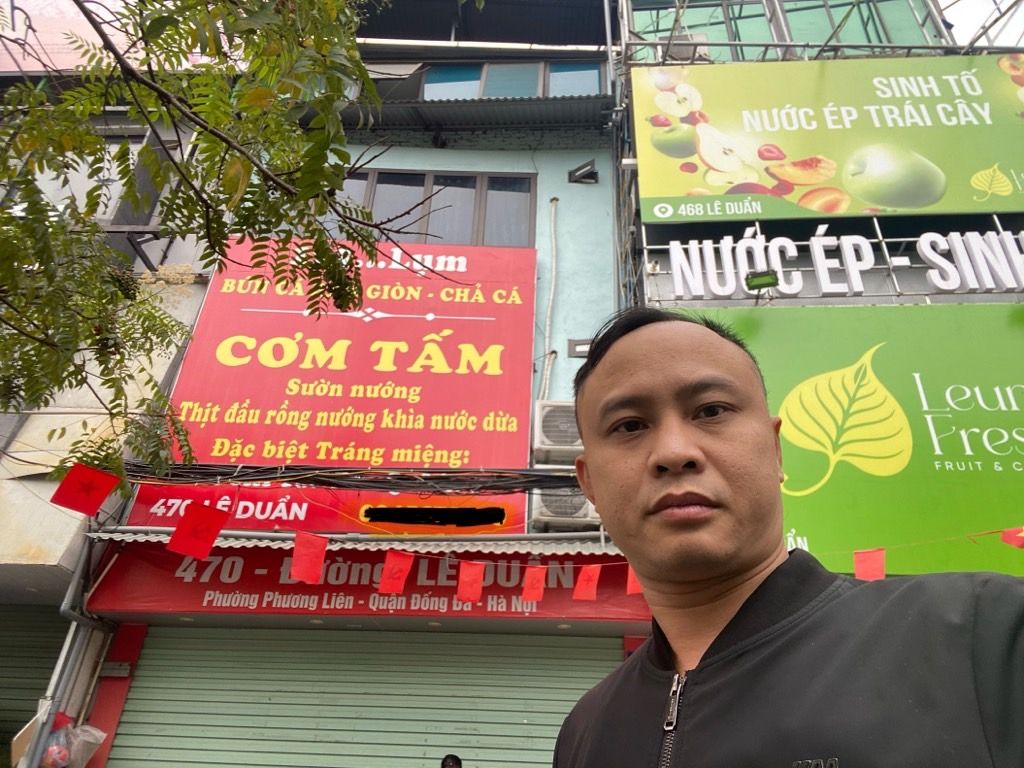 Lụm
BÚN CÁ GIÒN - CHẢ CÁ
CƠM TẤM
Sườn nướng
Thịt đầu rồng nướng khìa nước dừa
Đặc biệt Tráng miệng:
470 LÊ DUẨN
470 - Đường LÊ DUẨN
Phường Phương Liên - Quận Đống Đa - Hà Nội
SINH TỐ
NƯỚC ÉP TRÁI CÂY
468 LÊ DUẨN
NƯỚC ÉP - SINH
Leum
Fres
FRUIT & C